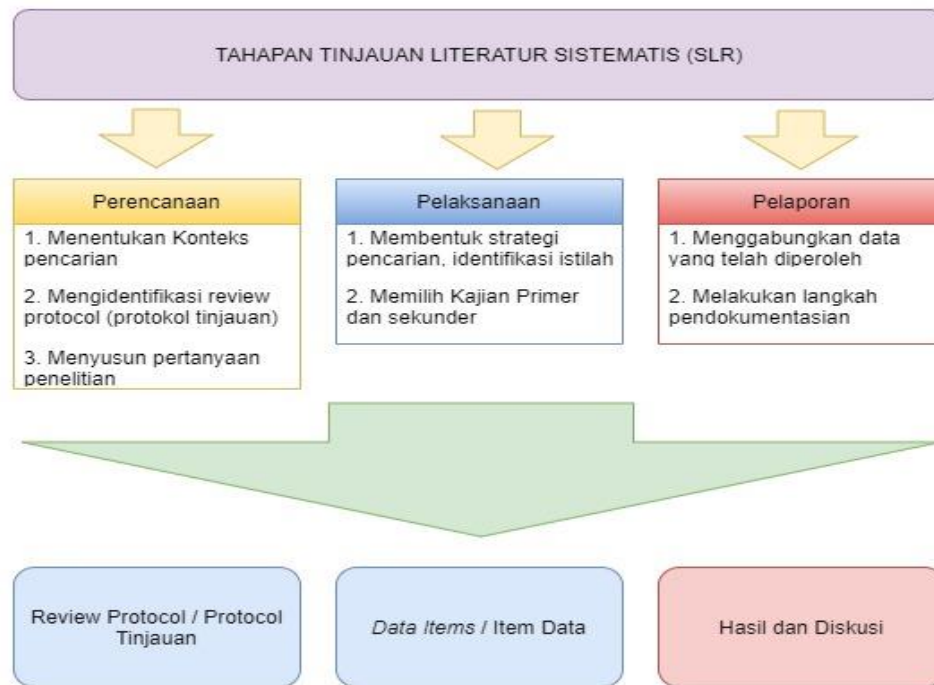 TAHAPAN TINJAUAN LITERATUR SISTEMATIS (SLR)
Perencanaan
1. Menentukan Konteks
pencarian
2. Mengidentifikasi review
protocol (protokol tinjauan)
3. Menyusun pertanyaan
penelitian
Pelaksanaan
1. Membentuk strategi
pencarian, identifikasi istilah
2. Memilih Kajian Primer
dan sekunder
Pelaporan
1. Menggabungkan data
yang telah diperoleh
2. Melakukan langkah
pendokumentasian
Review Protocol / Protocol
Tinjauan
Data Items / Item Data
Hasil dan Diskusi